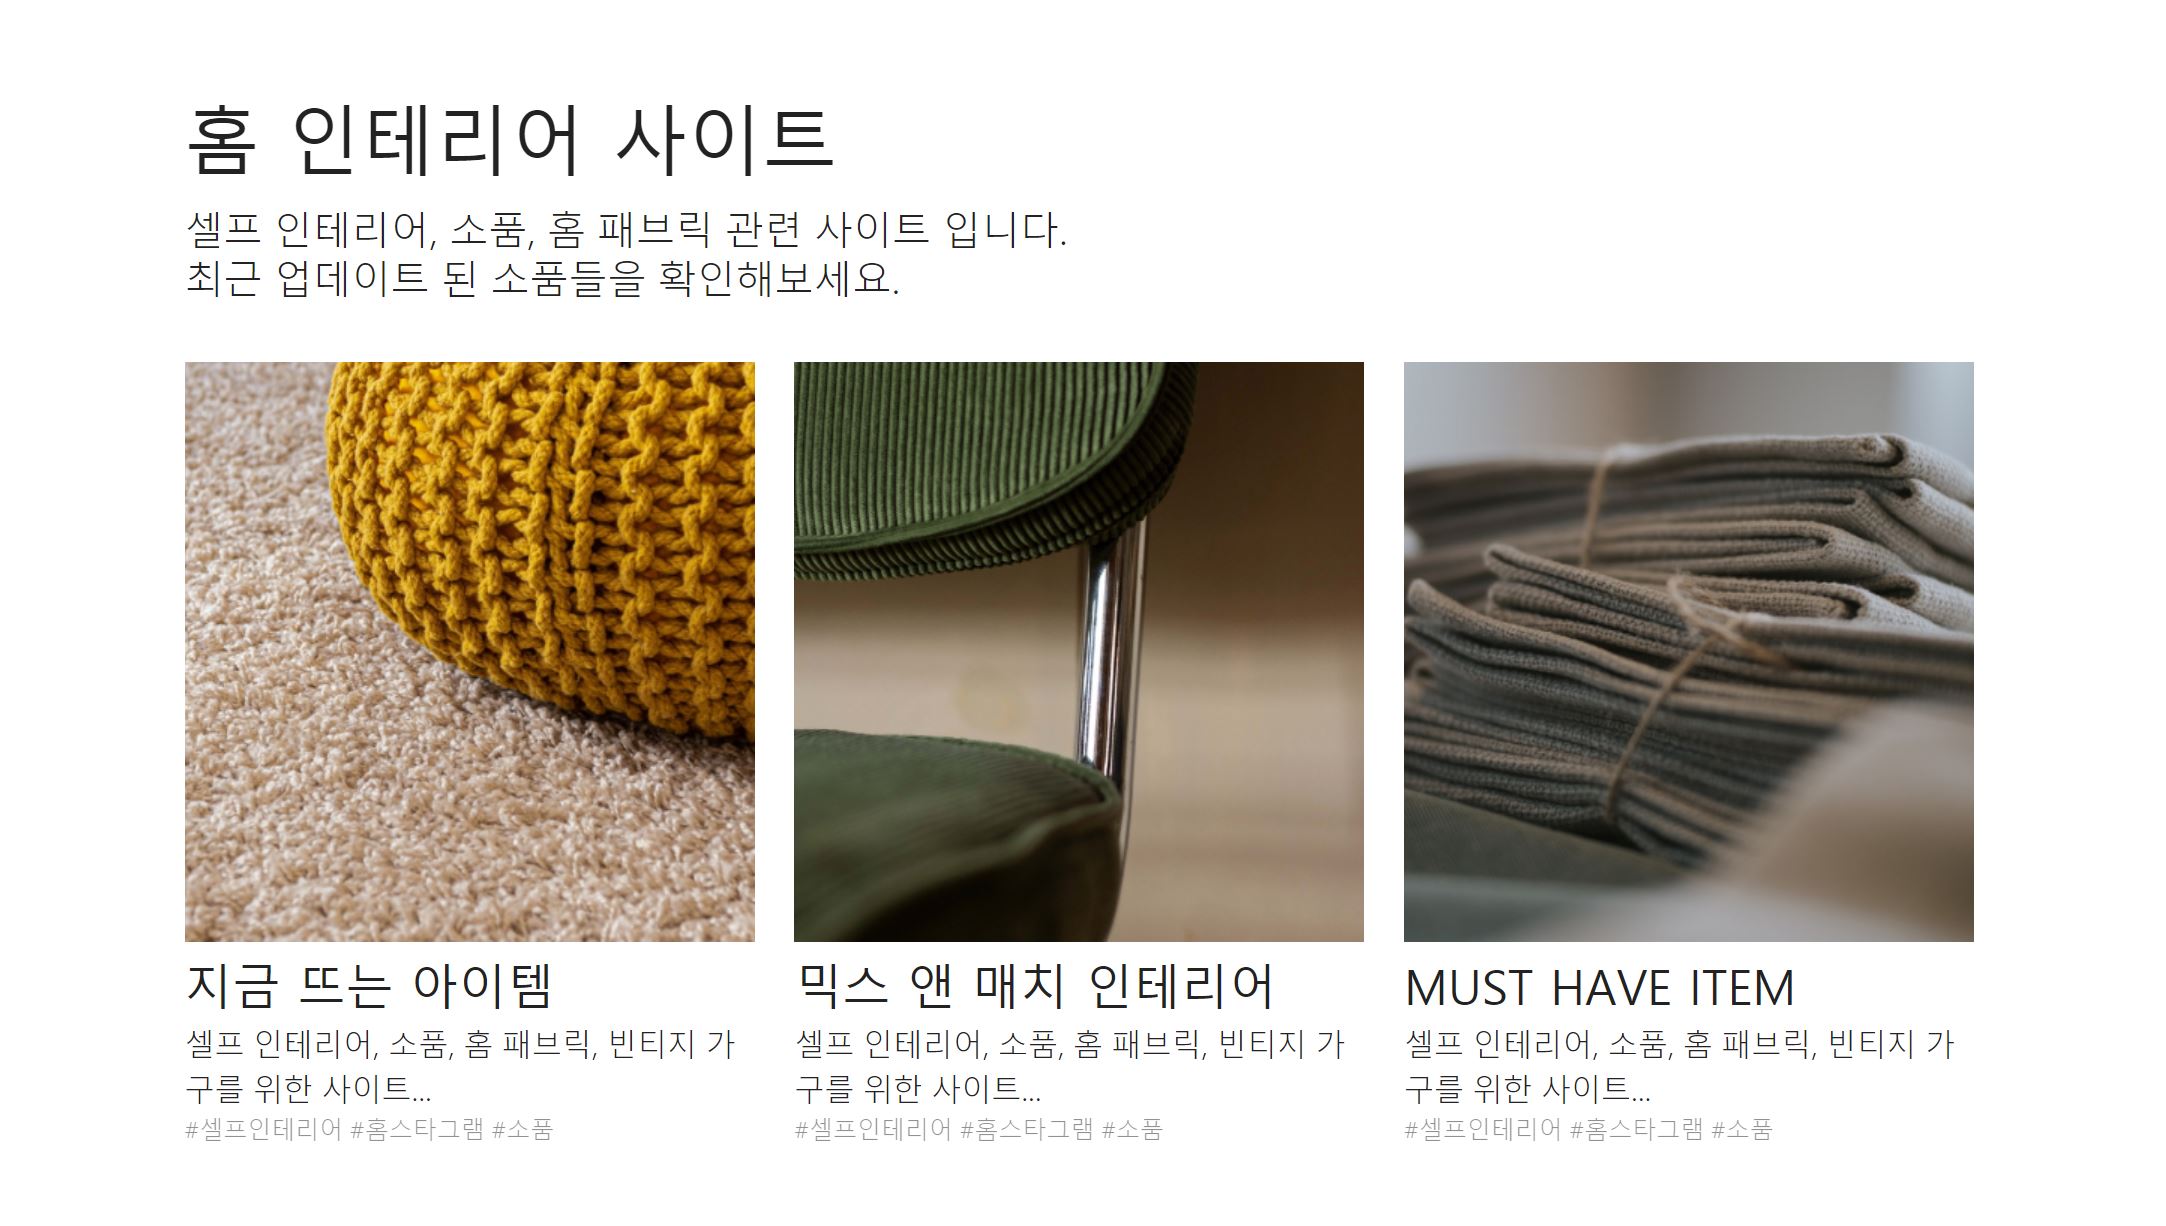 홈 인테리어 사이트
셀프 인테리어, 소품, 홈 패브릭 관련 사이트 입니다.
최근 업데이트 된 소품들을 확인해보세요.
지금 뜨는 아이템
셀프 인테리어, 소품, 홈 패브릭, 빈티지 가
구를 위한 사이트...
#셀프인테리어 #홈스타그램 #소품
믹스 앤 매치 인테리어
셀프 인테리어, 소품, 홈 패브릭, 빈티지 가
구를 위한 사이트...
#셀프인테리어 #홈스타그램 #소품
MUST HAVE ITEM
셀프 인테리어, 소품, 홈 패브릭, 빈티지 가
구를 위한 사이트...
#셀프인테리어 #홈스타그램 #소품